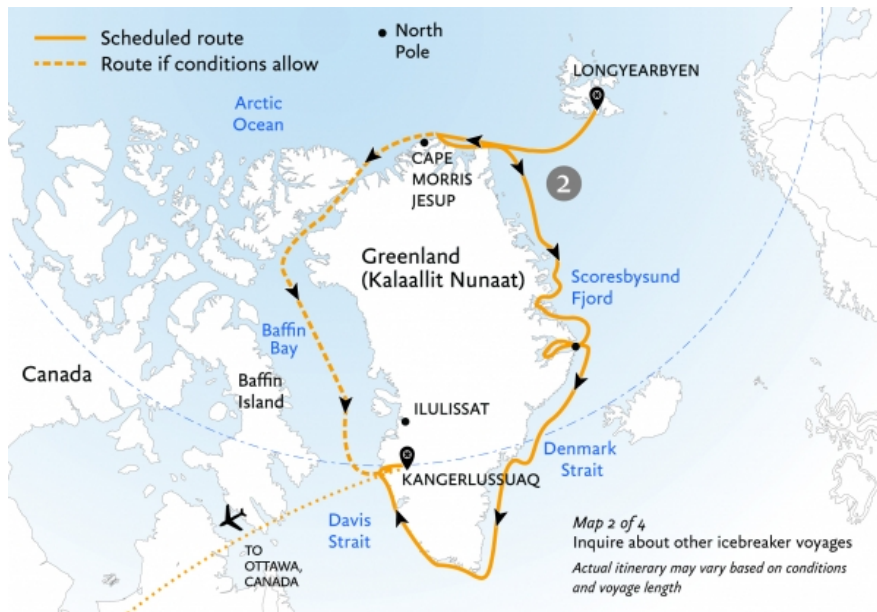 Scheduled route
Route if conditions allow
North
Pole
LONGYEARBYEN
Arctic
Ocean
CAPE
MORRIS
JESUP
2
Greenland
(Kalaallit Nunaat)
Scoresbysund
Fjord
Baffin
Bay
Canada
Baffin
Island
ILULISSAT
Denmark
Strait
KANGERLUSSUAQ
Davis
Strait
TO
OTTAWA,
CANADA
Map 2 of 4
Inquire about other icebreaker voyages
Actual itinerary may vary based on conditions
and voyage length